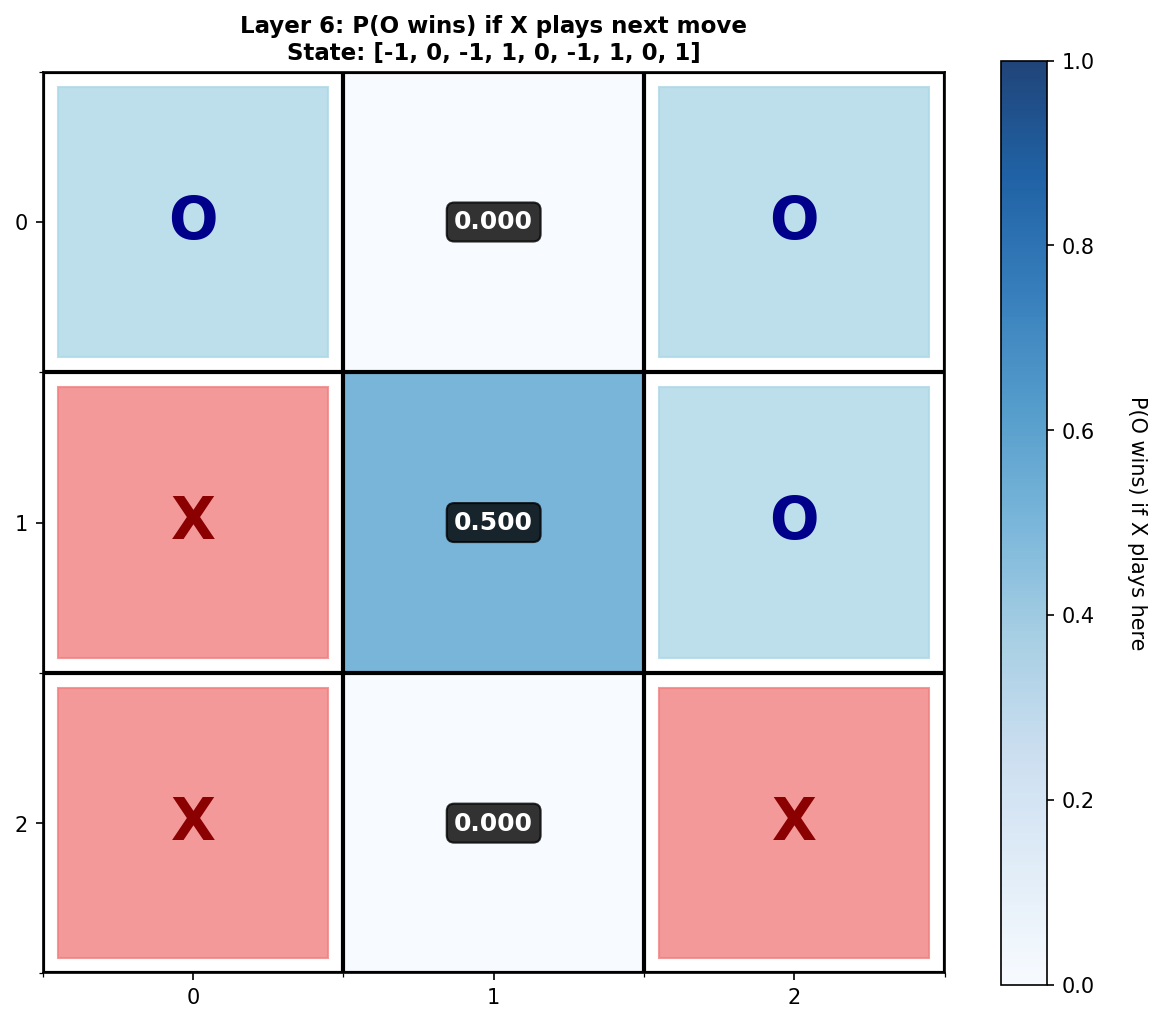 Layer 6: P(O wins) if X plays next move
State: [-1, 0, -1, 1, 0, -1, 1, 0, 1]
0
O
0.000
O
1
X
0.500
O
2
X
0.000
X
0
1
2
1.0
0.8
0.6
0.4
0.2
0.0
P(O wins) if X plays here